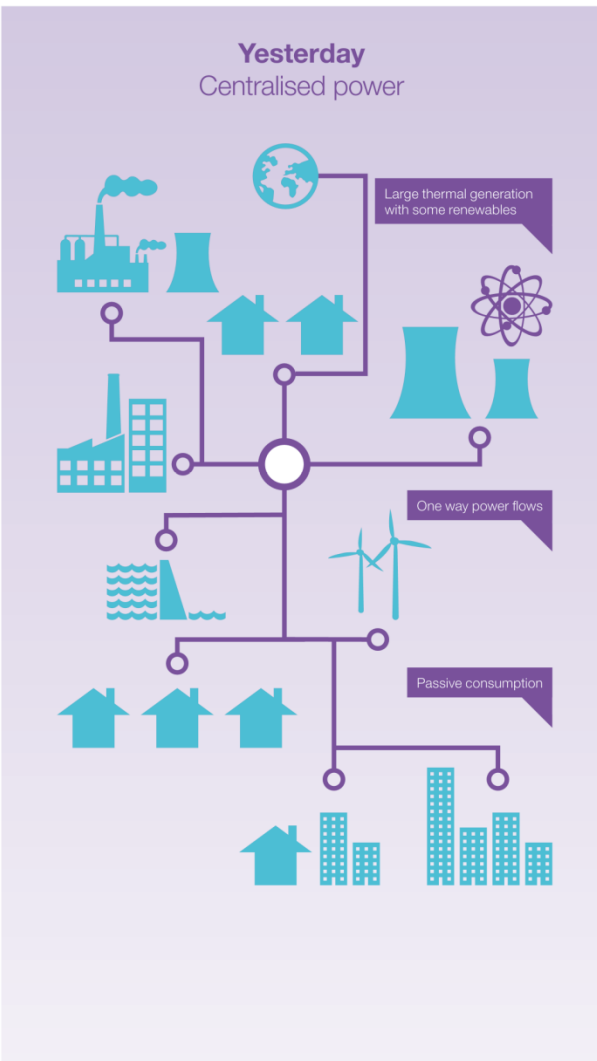 Yesterday
Centralised power
Large thermal generation
with some renewables
One way power flows
Passive consumption